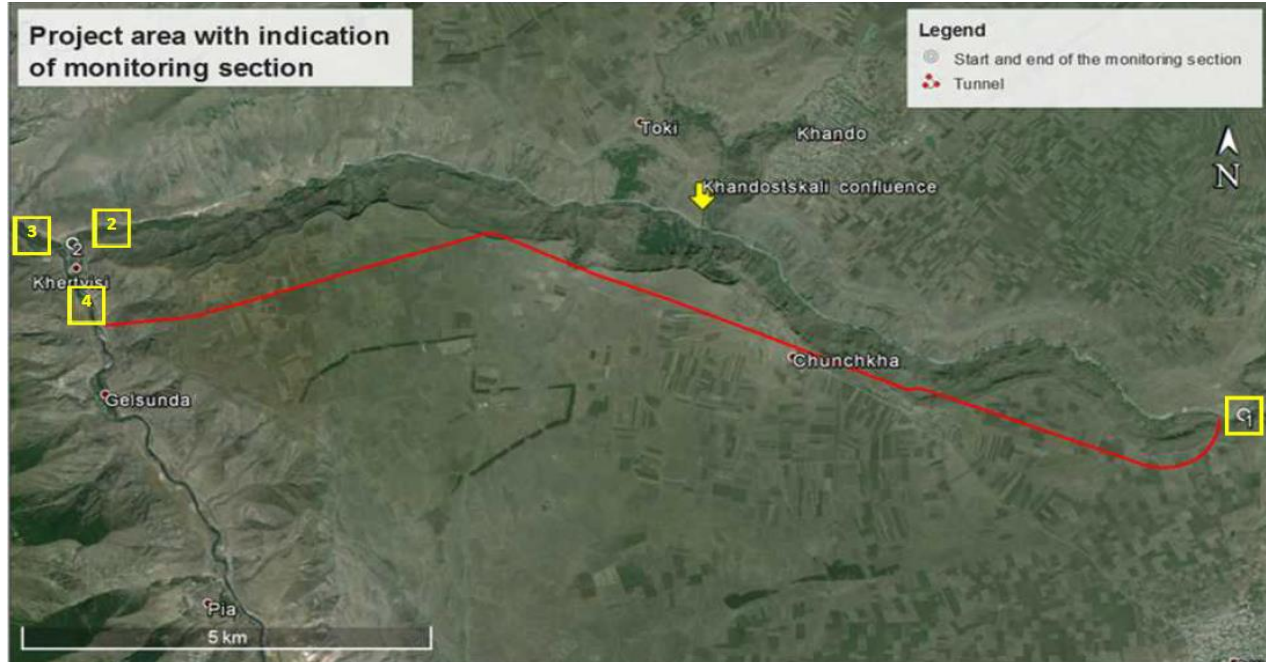 Project area with indication
of monitoring section
Legend
Start and end of the monitoring section
Tunnel
N
Toki
Khando
Khandostskali confluence
3
2
2
Khertvisi
4
Chunchkha
1
Gelsunda
Pia
5 km